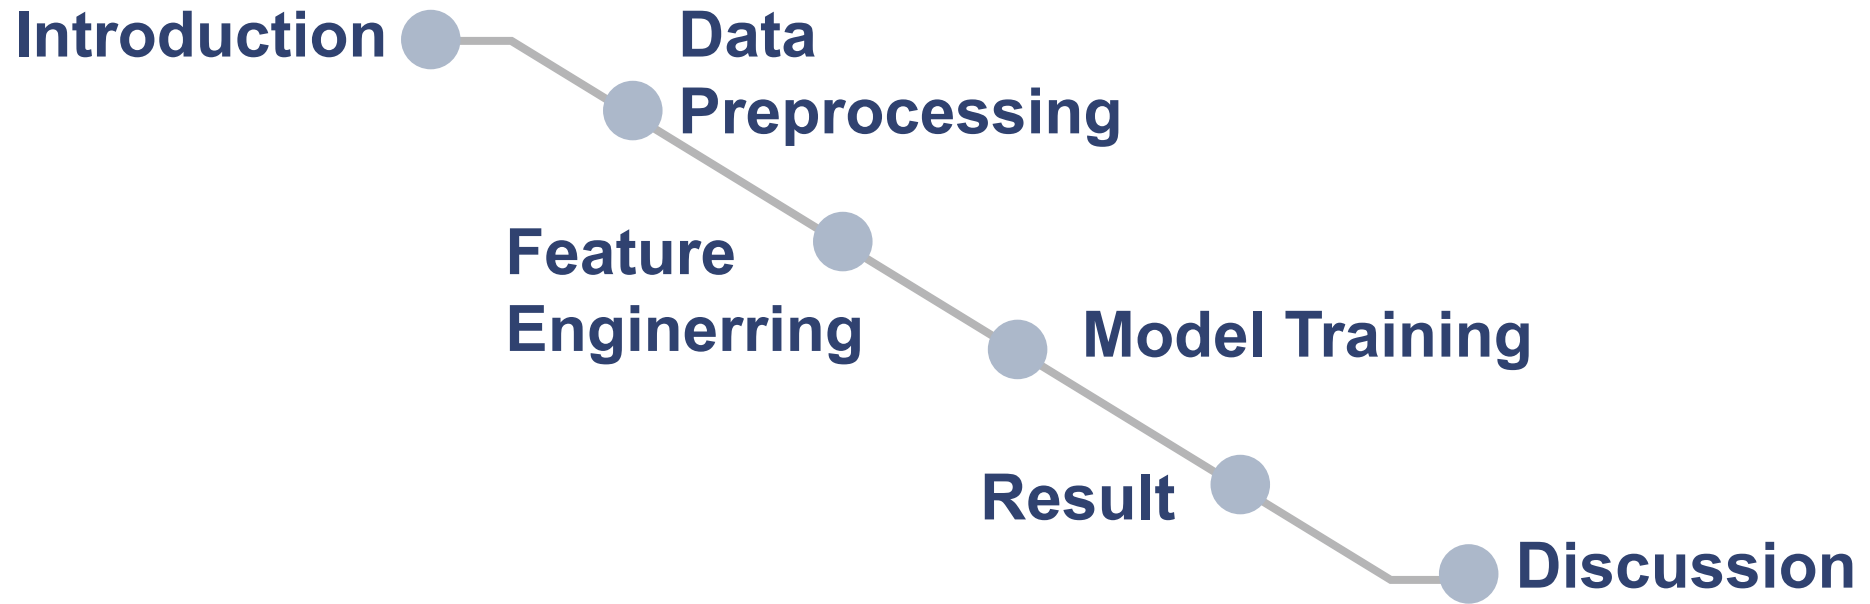 Introduction
Data
Preprocessing
Feature
Enginerring
Model Training
Result
Discussion